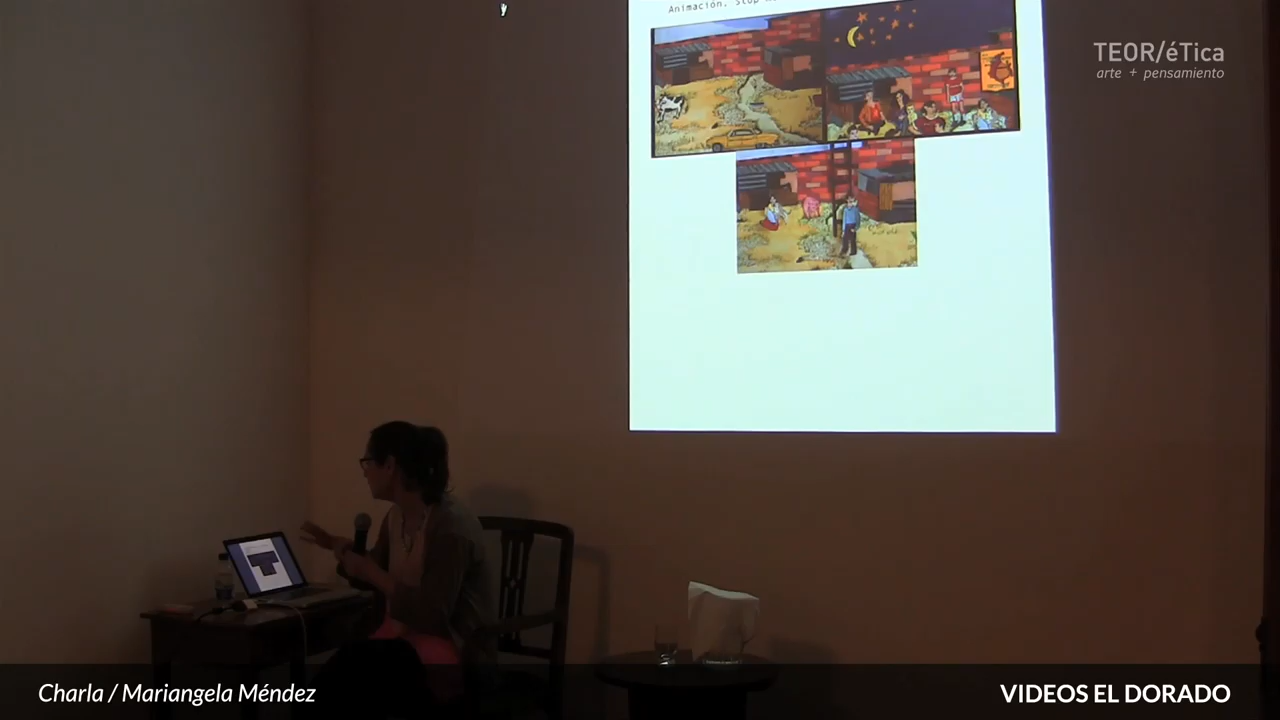 Animación. Stop
TEOR/éTica
arte + pensamiento
Charla / Mariangela Méndez
VIDEOS EL DORADO